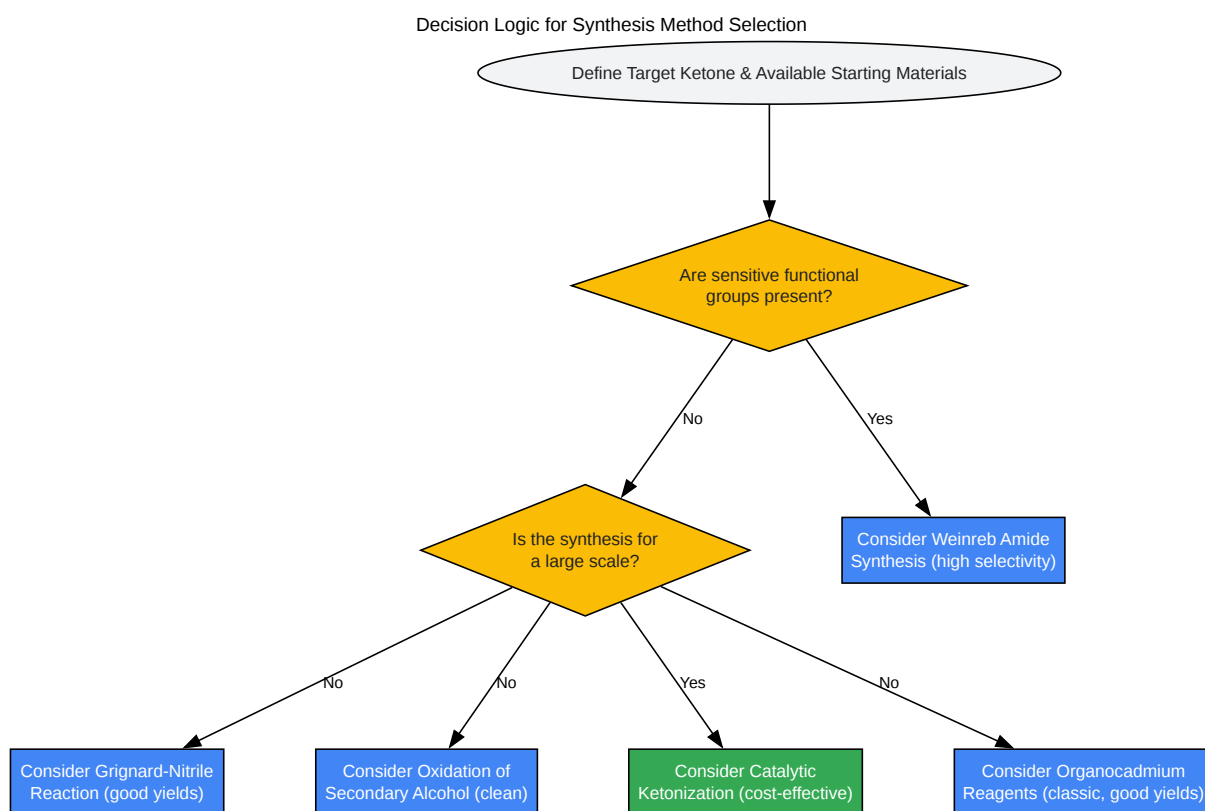 Decision Logic for Synthesis Method Selection
Define Target Ketone & Available Starting Materials
Are sensitive functional
groups present?
No
Yes
Is the synthesis for
a large scale?
Consider Weinreb Amide
Synthesis (high selectivity)
No
No
Yes
No
Consider Grignard-Nitrile
Reaction (good yields)
Consider Oxidation of
Secondary Alcohol (clean)
Consider Catalytic
Ketonization (cost-effective)
Consider Organocadmium
Reagents (classic, good yields)